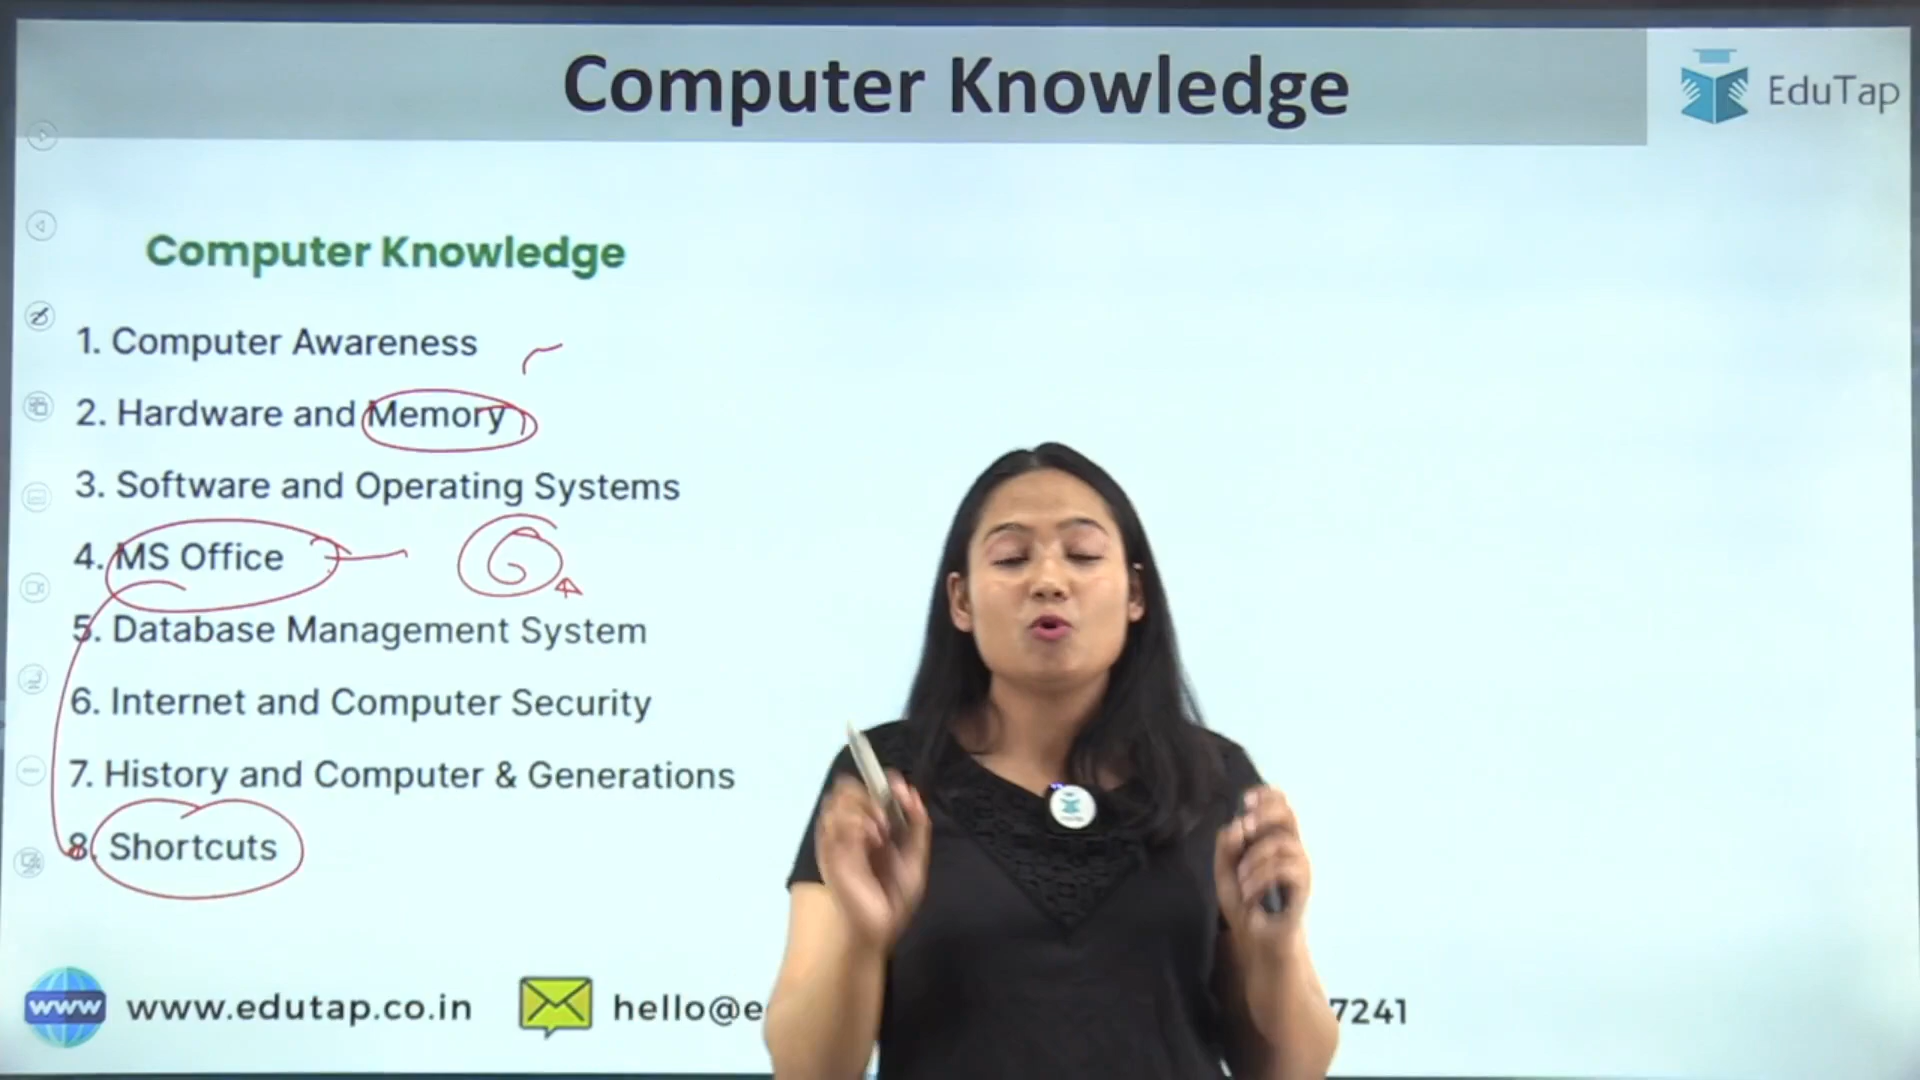 Computer Knowledge
EduTap
Computer Knowledge
1. Computer Awareness
2. Hardware and Memory
3. Software and Operating Systems
4. MS Office
5. Database Management System
6. Internet and Computer Security
7. History and Computer & Generations
8. Shortcuts
www www.edutap.co.in hello@e 7241